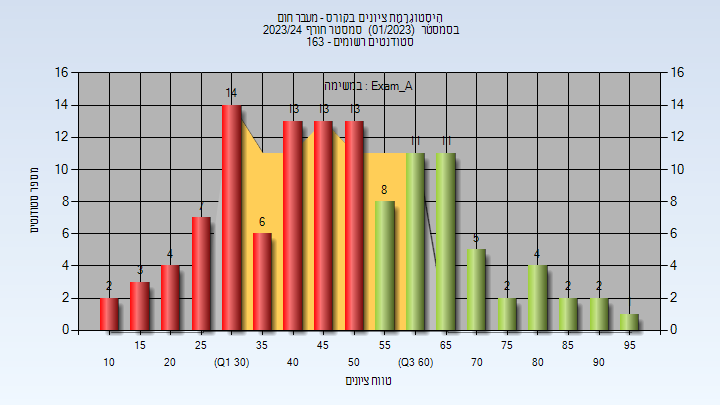 היסטוגרמת ציונים בקורס - מעבר חום
בסמסטר (01/2023) סמסטר חורף 2023/24
סטודנטים רשומים - 163
במשימה : Exam_A
מספר סטודנטים
16 16
14 14
12 12
10 10
8 8
6 6
4 4
2 2
0 0
2 3 4 7 14 6 13 13 13 8 11 11 5 2 4 2 2 1
15 25 35 45 55 65 75 85 95
10 20 (Q1 30) 40 50 (Q3 60) 70 80 90
טווח ציונים